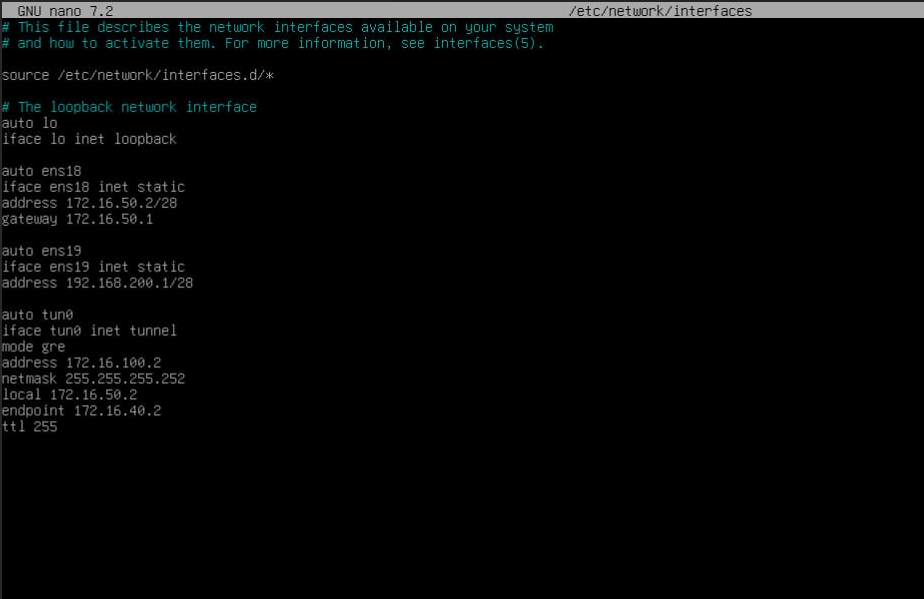 GNU nano 7.2 /etc/network/interfaces
# This file describes the network interfaces available on your system
# and how to activate them. For more information, see interfaces(5).
source /etc/network/interfaces.d/*
# The loopback network interface
auto lo
iface lo inet loopback
auto ens18
iface ens18 inet static
address 172.16.50.2/28
gateway 172.16.50.1
auto ens19
iface ens19 inet static
address 192.168.200.1/28
auto tun0
iface tun0 inet tunnel
mode gre
address 172.16.100.2
netmask 255.255.255.252
local 172.16.50.2
endpoint 172.16.40.2
ttl 255